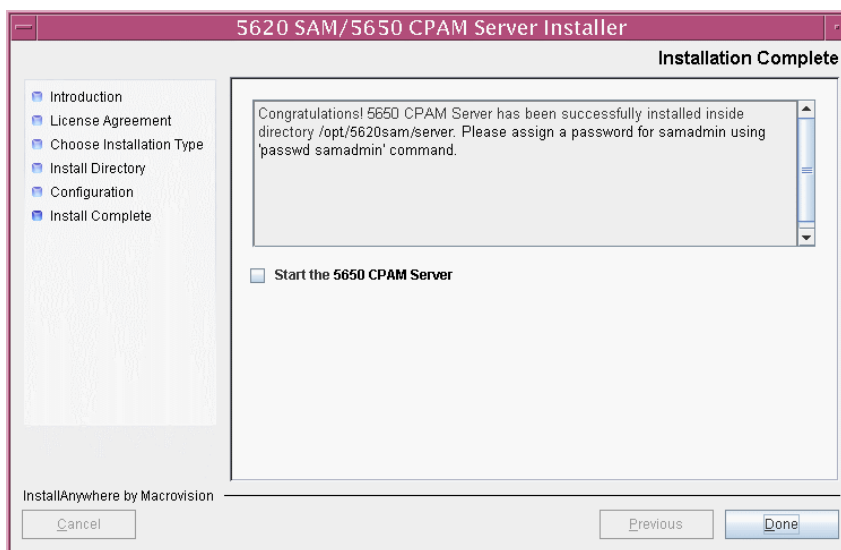 5620 SAM/5650 CPAM Server Installer
Installation Complete
Introduction
License Agreement
Choose Installation Type
Install Directory
Configuration
Install Complete
Congratulations! 5650 CPAM Server has been successfully installed inside
directory /opt/5620sam/server. Please assign a password for samadmin using
'passwd samadmin' command.
Start the 5650 CPAM Server
InstallAnywhere by Macrovision
Cancel
Previous
Done